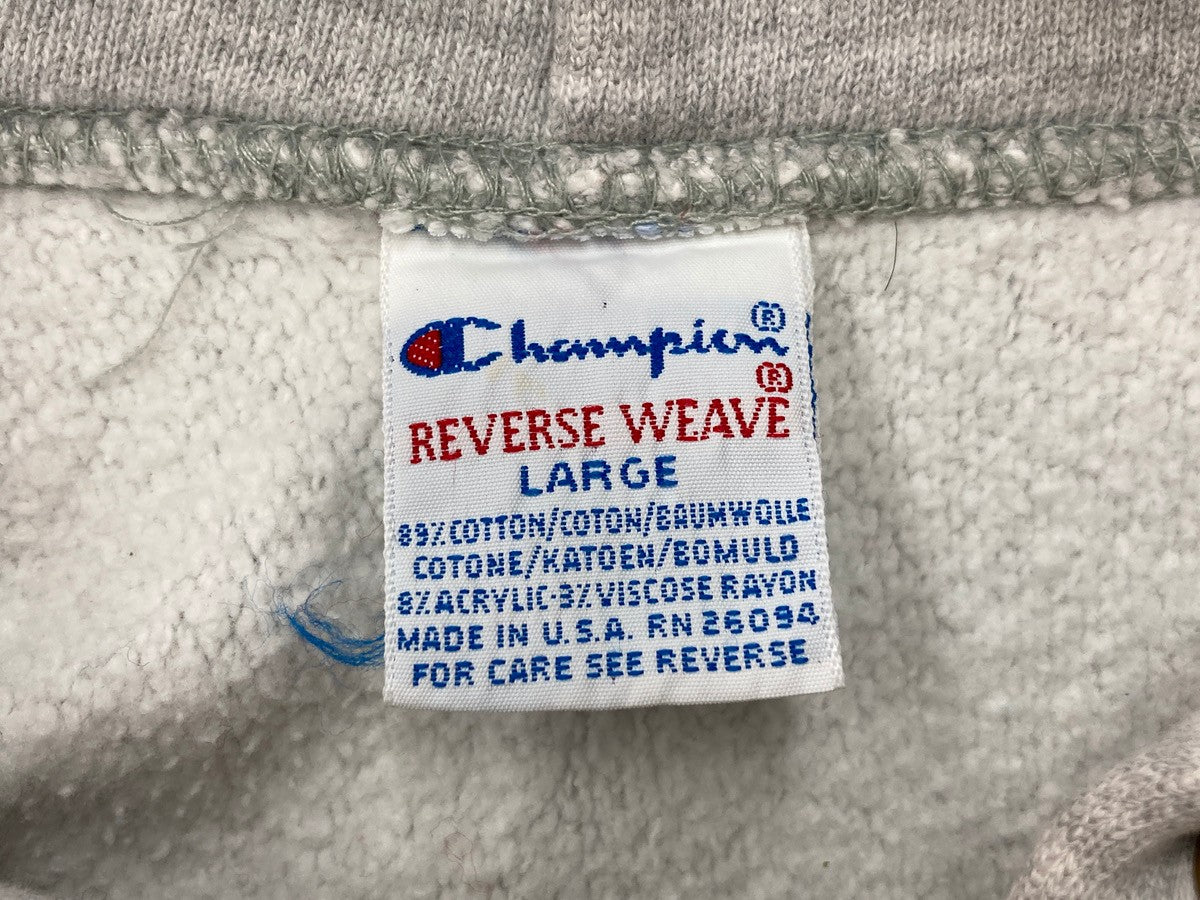 Champion®
REVERSE WEAVE®
LARGE
89% COTTON/COTON/BAUMWOLLE
COTONE/KATOEN/BOMULD
8% ACRYLIC-3% VISCOSE RAYON
MADE IN U.S.A. RN 26094
FOR CARE SEE REVERSE